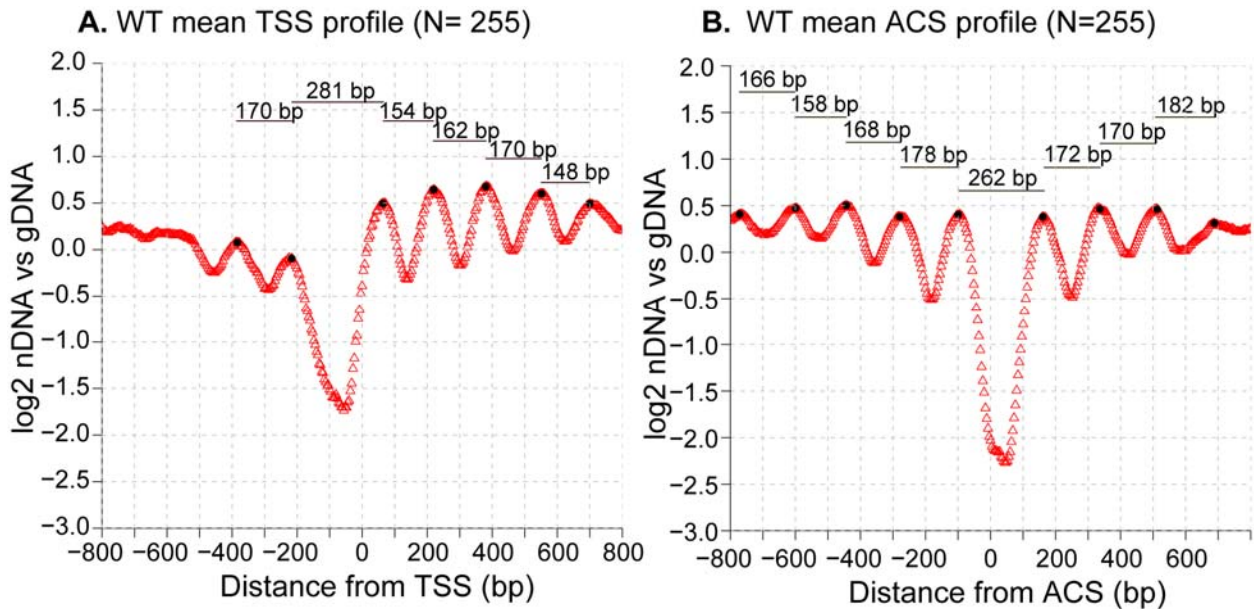 A. WT mean TSS profile (N= 255)
log2 nDNA vs gDNA
2.0
1.5
1.0
0.5
0.0
−0.5
−1.0
−1.5
−2.0
−2.5
−3.0
281 bp
170 bp
154 bp
162 bp
170 bp
148 bp
−800 −600 −400 −200 0 200 400 600 800
Distance from TSS (bp)
B. WT mean ACS profile (N=255)
log2 nDNA vs gDNA
2.0
1.5
1.0
0.5
0.0
−0.5
−1.0
−1.5
−2.0
−2.5
−3.0
166 bp
158 bp
168 bp
178 bp
262 bp
172 bp
170 bp
182 bp
−800 −600 −400 −200 0 200 400 600
Distance from ACS (bp)